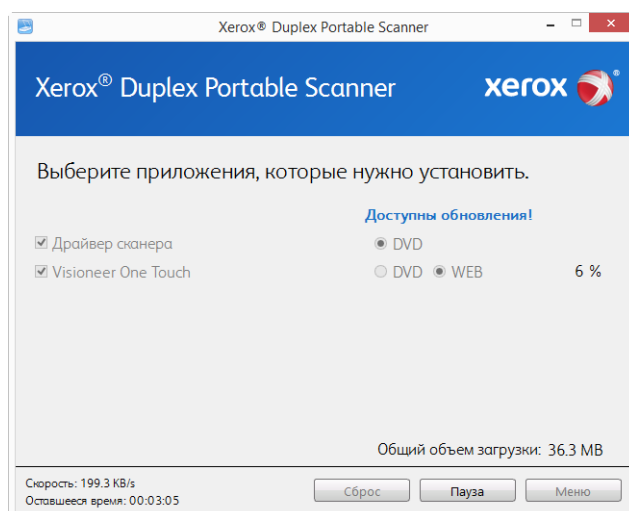 Xerox® Duplex Portable Scanner
Xerox® Duplex Portable Scanner
xerox®
Выберите приложения, которые нужно установить.
Доступны обновления!
Драйвер сканера DVD
Visioneer One Touch DVD WEB 6 %
Общий объем загрузки: 36.3 MB
Скорость: 199.3 KB/s
Оставшееся время: 00:03:05
Сброс Пауза Меню